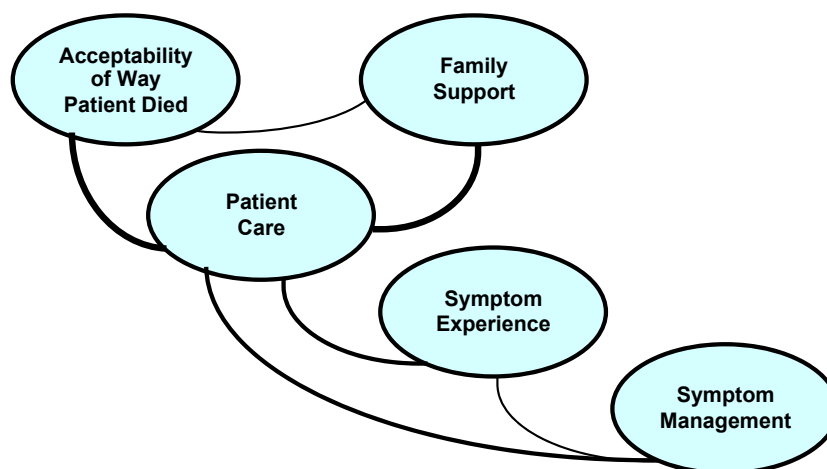 Acceptability
of Way
Patient Died
Family
Support
Patient
Care
Symptom
Experience
Symptom
Management